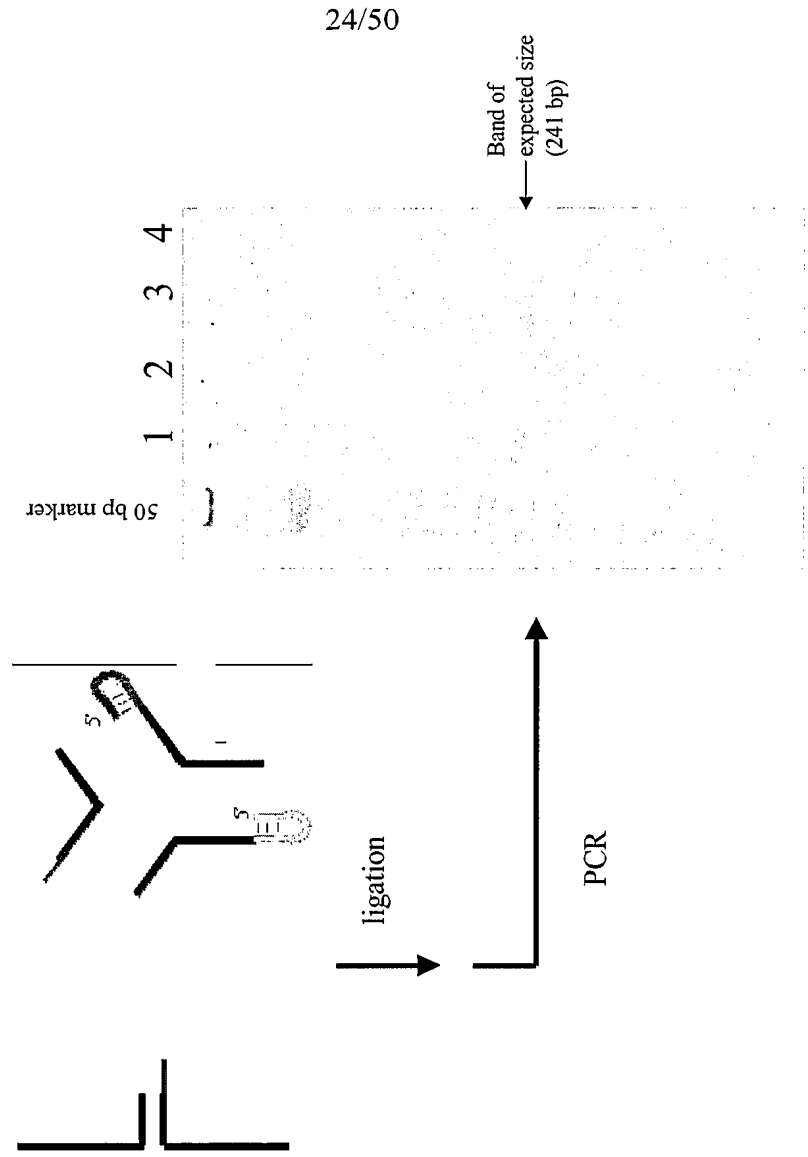 24/50
Band of
expected size
(241 bp)
50 bp marker
1
2
3
4
5'
5'
ligation
PCR